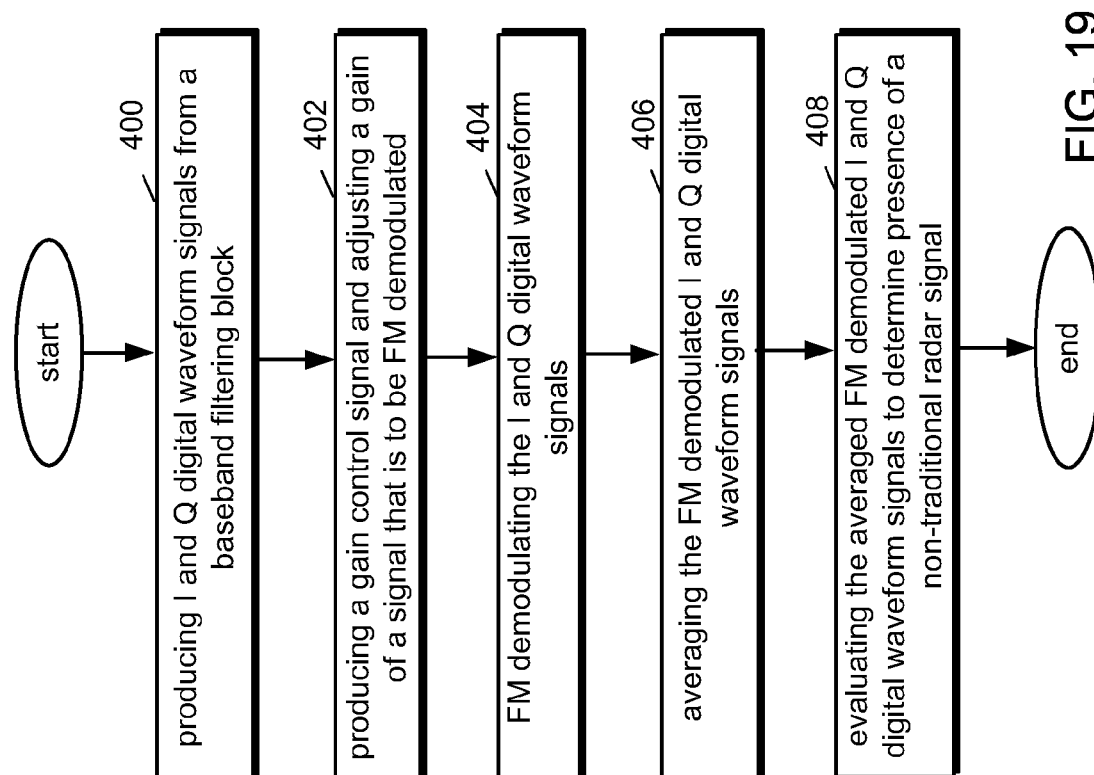 start
400
producing I and Q digital waveform signals from a
baseband filtering block
402
producing a gain control signal and adjusting a gain
of a signal that is to be FM demodulated
404
FM demodulating the I and Q digital waveform
signals
406
averaging the FM demodulated I and Q digital
waveform signals
408
evaluating the averaged FM demodulated I and Q
digital waveform signals to determine presence of a
non-traditional radar signal
end
FIG. 19